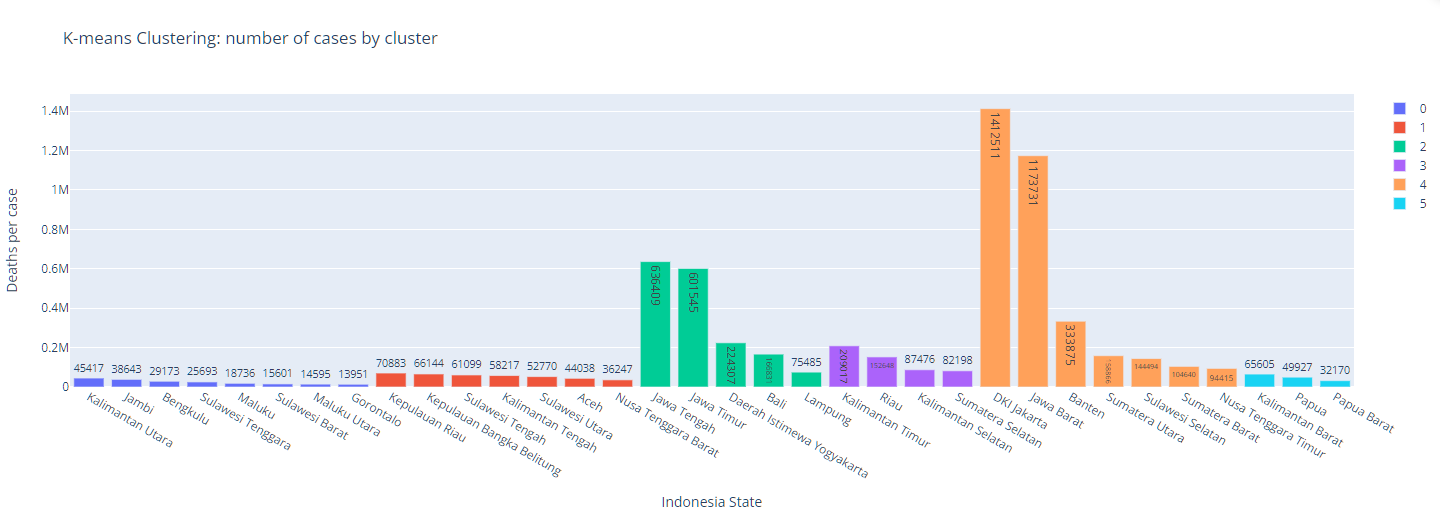 K-means Clustering: number of cases by cluster
0
1
2
3
4
5
Deaths per case
1.4M
1.2M
1M
0.8M
0.6M
0.4M
0.2M
0
45417
38643
29173
25693
18736
15601
14595
13951
70883
66144
61099
58217
52770
44038
36247
636409
601545
224307
75485
209017
152648
87476
82198
1412511
1173731
333875
144494
104640
94415
65605
49927
32170
Kalimantan Utara
Jambi
Bengkulu
Sulawesi Tenggara
Maluku
Sulawesi Barat
Maluku Utara
Gorontalo
Kepulauan Riau
Kepulauan Bangka Belitung
Sulawesi Tengah
Kalimantan Tengah
Sulawesi Utara
Aceh
Nusa Tenggara Barat
Jawa Tengah
Jawa Timur
Daerah Istimewa Yogyakarta
Bali
Lampung
Kalimantan Timur
Riau
Kalimantan Selatan
Sumatera Selatan
DKI Jakarta
Jawa Barat
Banten
Sumatera Utara
Sulawesi Selatan
Sumatera Barat
Nusa Tenggara Timur
Kalimantan Barat
Papua
Papua Barat
Indonesia State